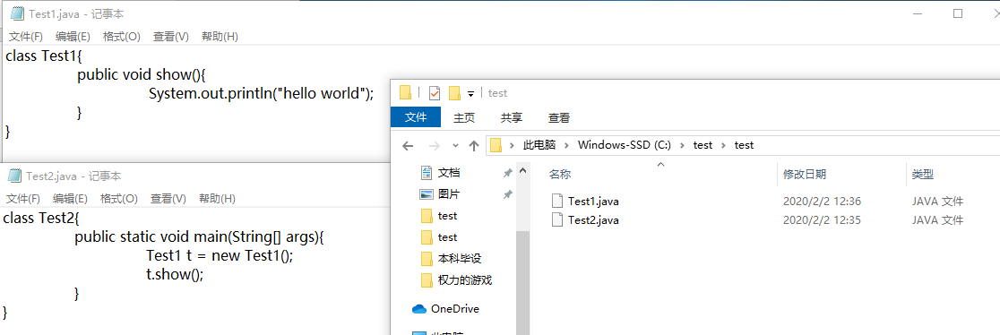 Test1.java - 记事本
文件(F) 编辑(E) 格式(O) 查看(V) 帮助(H)
class Test1{
public void show(){
System.out.println("hello world");
}
}
Test2.java - 记事本
文件(F) 编辑(E) 格式(O) 查看(V) 帮助(H)
class Test2{
public static void main(String[] args){
Test1 t = new Test1();
t.show();
}
}
test
文件 主页 共享 查看
此电脑 Windows-SSD (C:) test test
文档
图片
test
test
本科毕设
权力的游戏
OneDrive
此电脑
名称 修改日期 类型
Test1.java 2020/2/2 12:36 JAVA 文件
Test2.java 2020/2/2 12:35 JAVA 文件